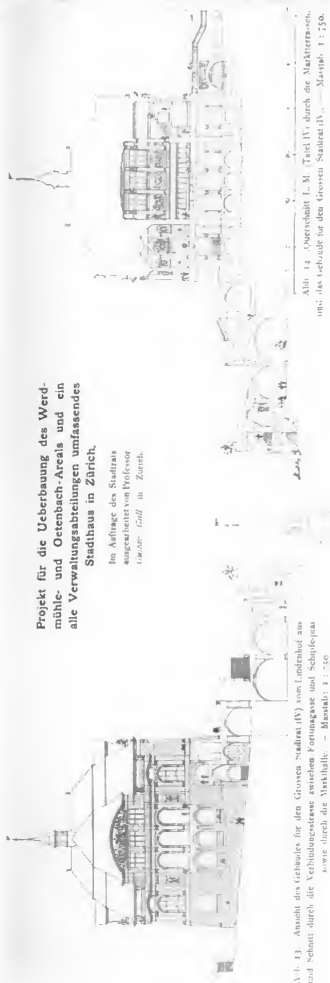 Projekt für die Ueberbauung des Werd-
mühle- und Oetenbach-Areals und ein
alle Verwaltungsabteilungen umfassendes
Stadthaus in Zürich.
Im Auftrage des Stadtrats
ausgearbeitet von Professor
Gull in Zürich.
Abb. 13. Ansicht des Gebäudes für den Grossen Stadtrat (IV) vom Lindenhof aus
und Schnitt durch die Verbindungsstrasse zwischen Fortunagasse und Schipfequai
sowie durch die Markthalle. — Masstab 1 : 750.
Abb. 14. Querschnitt L. M. (Tafel IV) durch die Marktterrassen,
und das Gebäude für den Grossen Stadtrat (IV). — Masstab 1 : 750.